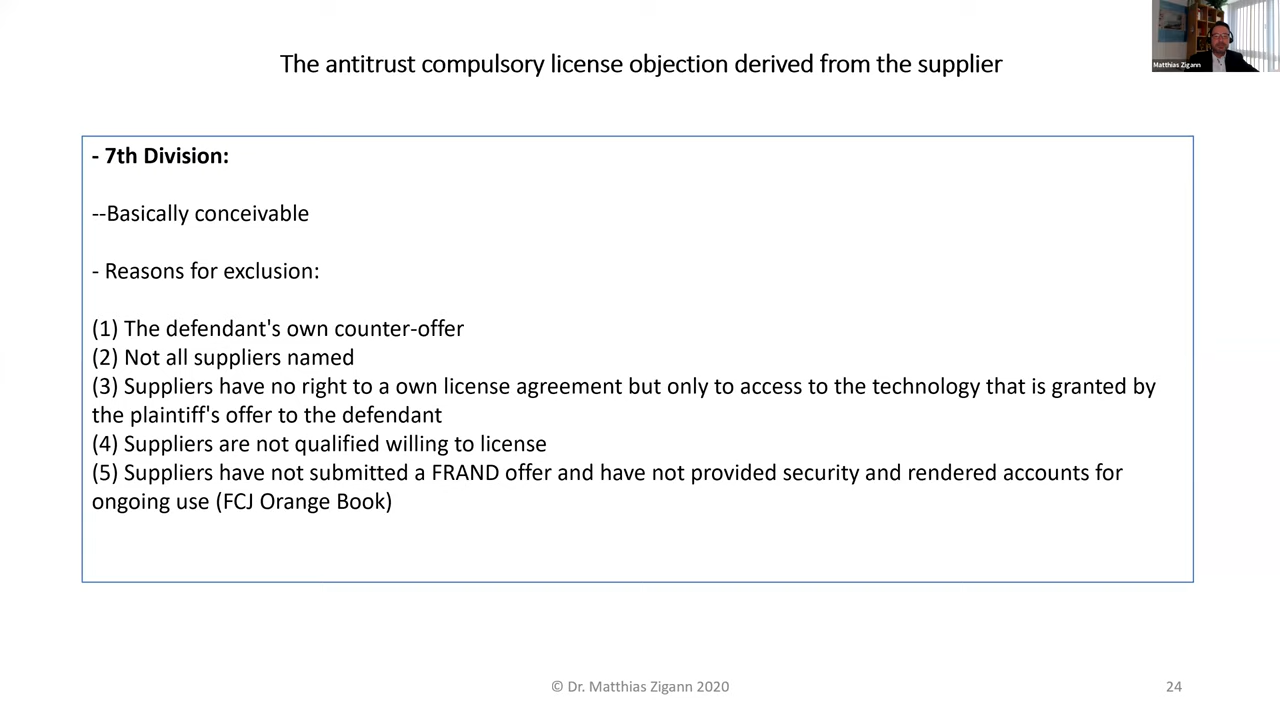 The antitrust compulsory license objection derived from the supplier
Matthias Zigann
- 7th Division:
--Basically conceivable
- Reasons for exclusion:
(1) The defendant's own counter-offer
(2) Not all suppliers named
(3) Suppliers have no right to a own license agreement but only to access to the technology that is granted by
the plaintiff's offer to the defendant
(4) Suppliers are not qualified willing to license
(5) Suppliers have not submitted a FRAND offer and have not provided security and rendered accounts for
ongoing use (FCJ Orange Book)
© Dr. Matthias Zigann 2020
24